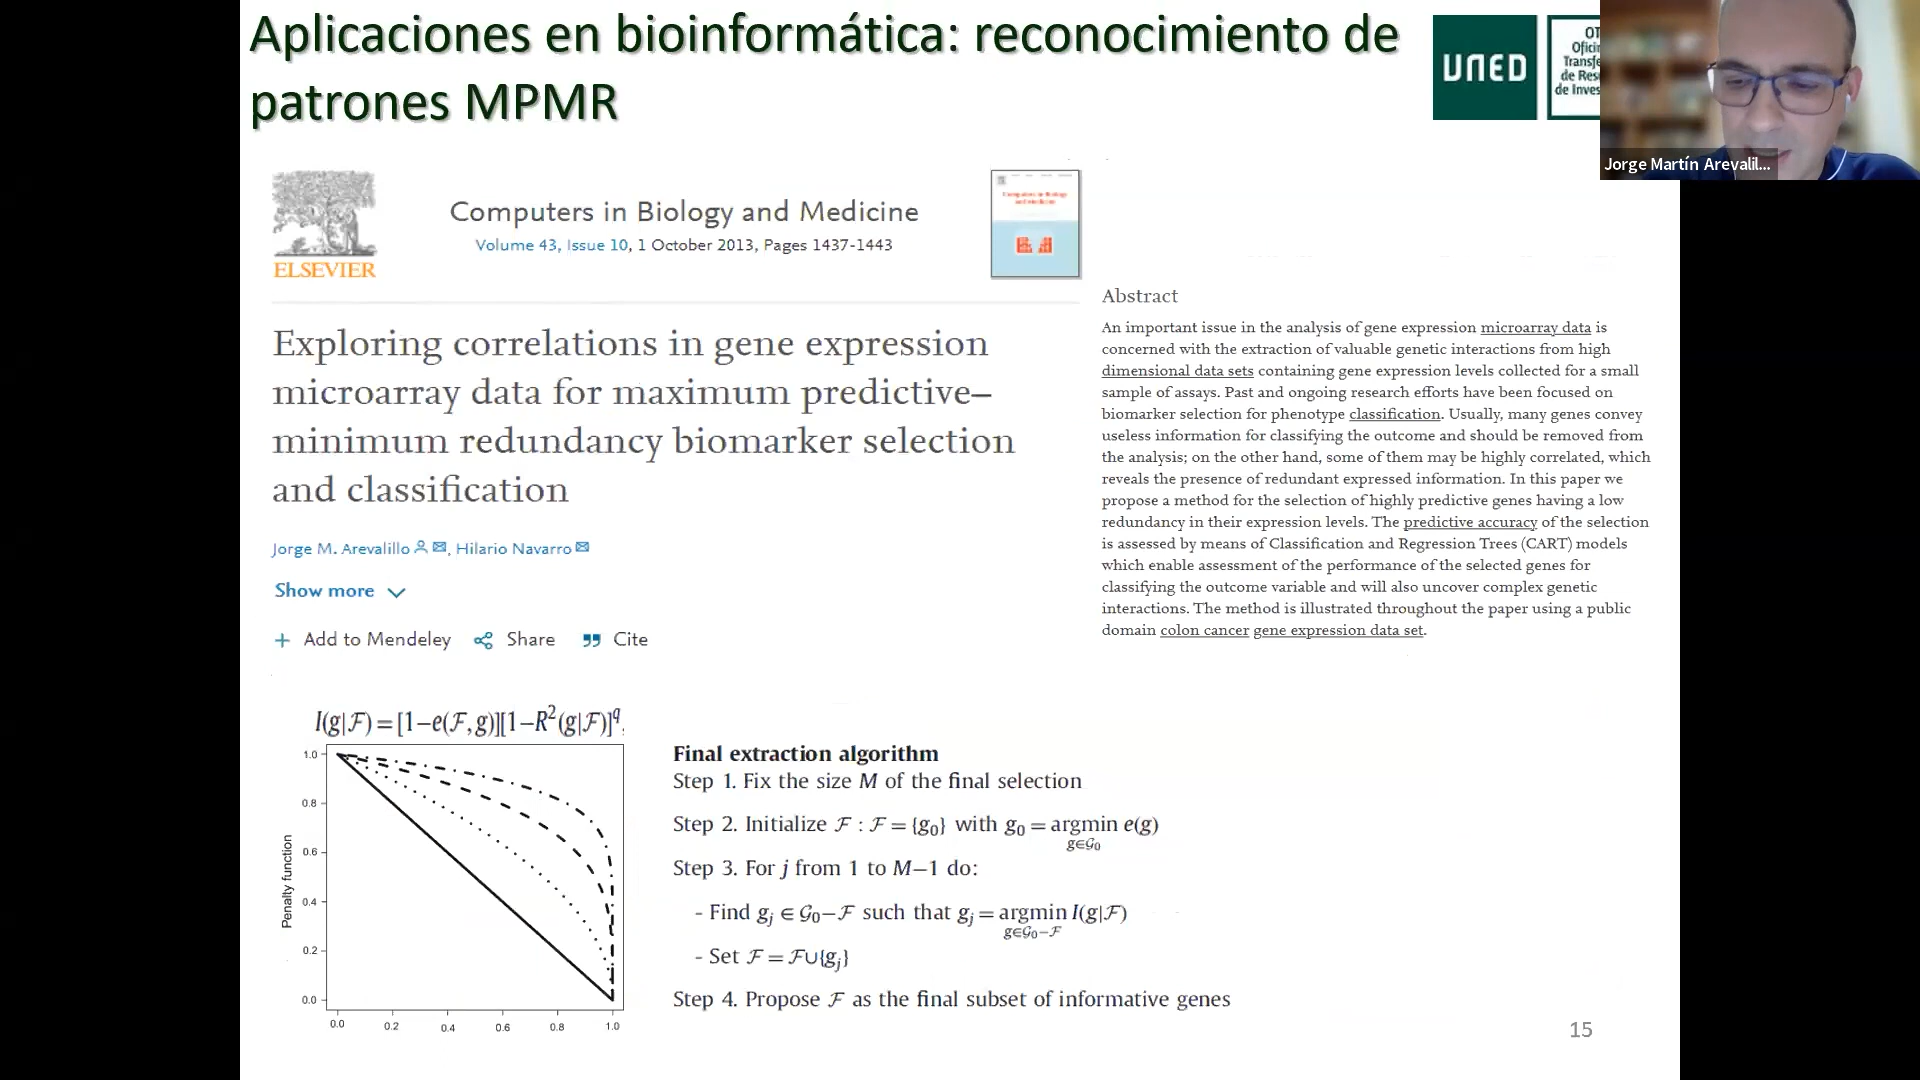 Aplicaciones en bioinformática: reconocimiento de
patrones MPMR
UNED
Jorge Martín Arevalil...
ELSEVIER
Computers in Biology and Medicine
Volume 43, Issue 10, 1 October 2013, Pages 1437-1443
Exploring correlations in gene expression
microarray data for maximum predictive–
minimum redundancy biomarker selection
and classification
Jorge M. Arevalillo, Hilario Navarro
Show more
+ Add to Mendeley Share Cite
Abstract
An important issue in the analysis of gene expression microarray data is
concerned with the extraction of valuable genetic interactions from high
dimensional data sets containing gene expression levels collected for a small
sample of assays. Past and ongoing research efforts have been focused on
biomarker selection for phenotype classification. Usually, many genes convey
useless information for classifying the outcome and should be removed from
the analysis; on the other hand, some of them may be highly correlated, which
reveals the presence of redundant expressed information. In this paper we
propose a method for the selection of highly predictive genes having a low
redundancy in their expression levels. The predictive accuracy of the selection
is assessed by means of Classification and Regression Trees (CART) models
which enable assessment of the performance of the selected genes for
classifying the outcome variable and will also uncover complex genetic
interactions. The method is illustrated throughout the paper using a public
domain colon cancer gene expression data set.
I(g|ℱ)=[1−e(ℱ,g)][1−R²(g|ℱ)]^q,
Penalty function
1.0
0.8
0.6
0.4
0.2
0.0
0.0 0.2 0.4 0.6 0.8 1.0
Final extraction algorithm
Step 1. Fix the size M of the final selection
Step 2. Initialize ℱ : ℱ = {g₀} with g₀ = argmin e(g)
g∈𝒢₀
Step 3. For j from 1 to M−1 do:
- Find gⱼ ∈ 𝒢₀−ℱ such that gⱼ = argmin I(g|ℱ)
g∈𝒢₀−ℱ
- Set ℱ = ℱ∪{gⱼ}
Step 4. Propose ℱ as the final subset of informative genes
15